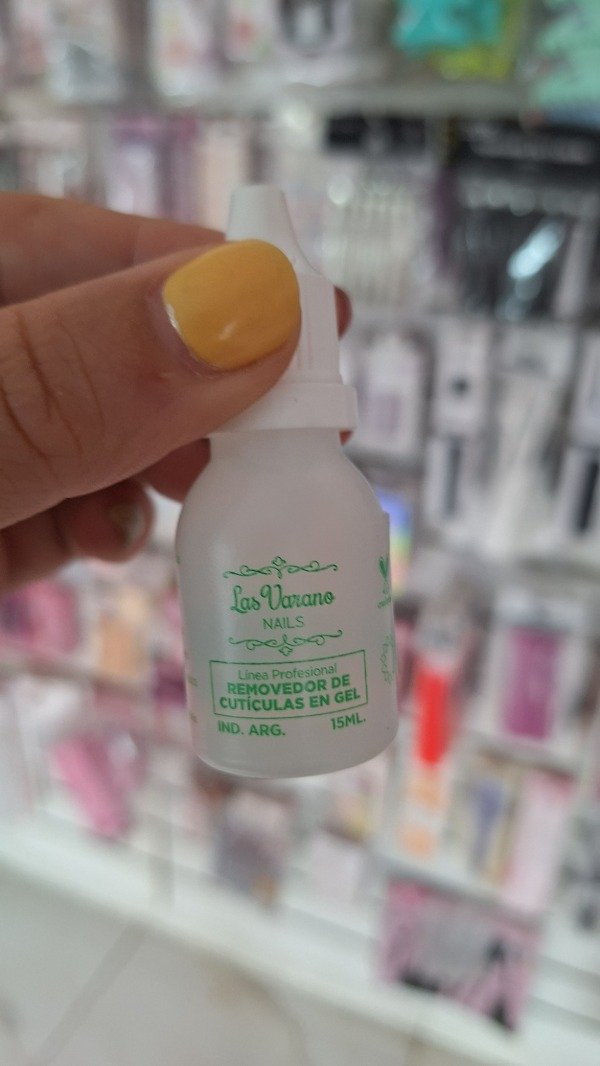 Las Varano
NAILS
Línea Profesional
REMOVEDOR DE
CUTÍCULAS EN GEL
IND. ARG. 15ML.